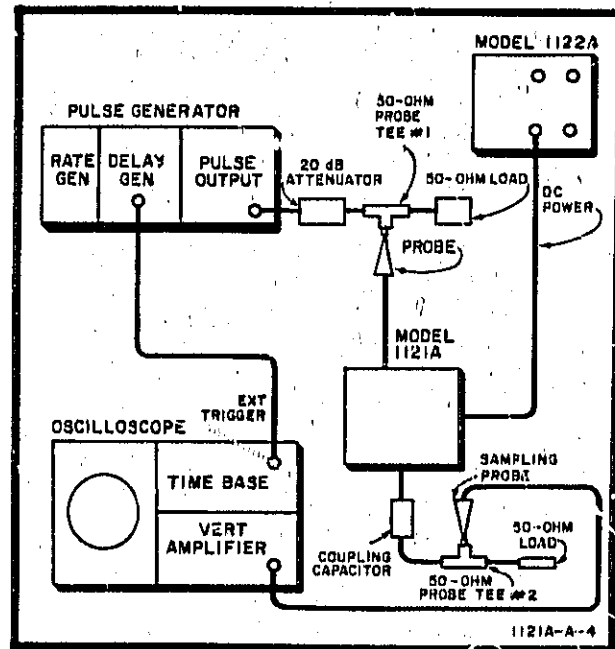 MODEL 1122A
PULSE GENERATOR
RATE
GEN
DELAY
GEN
PULSE
OUTPUT
20 dB
ATTENUATOR
50-OHM
PROBE
TEE #1
50-OHM LOAD
DC
POWER
PROBE
MODEL
1121A
EXT
TRIGGER
OSCILLOSCOPE
TIME BASE
VERT
AMPLIFIER
COUPLING
CAPACITOR
SAMPLING
PROBE
50-OHM
LOAD
50-OHM
PROBE TEE #2
1121A-A-4